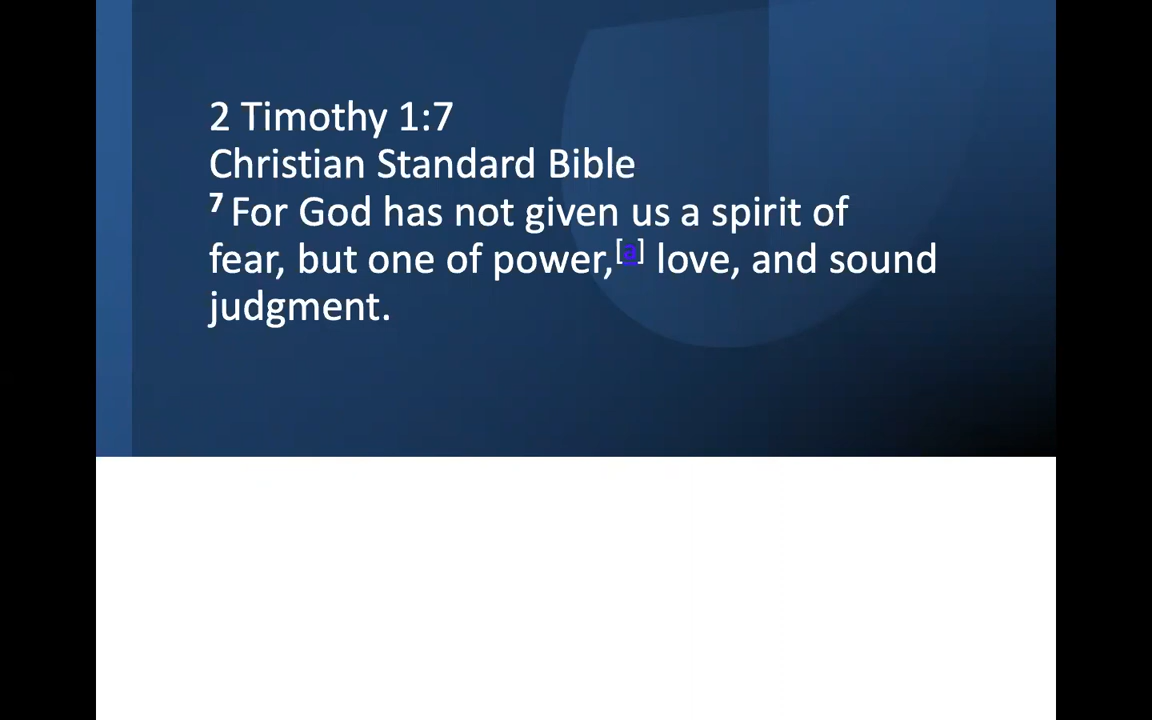 2 Timothy 1:7
Christian Standard Bible
7 For God has not given us a spirit of
fear, but one of power,[a] love, and sound
judgment.